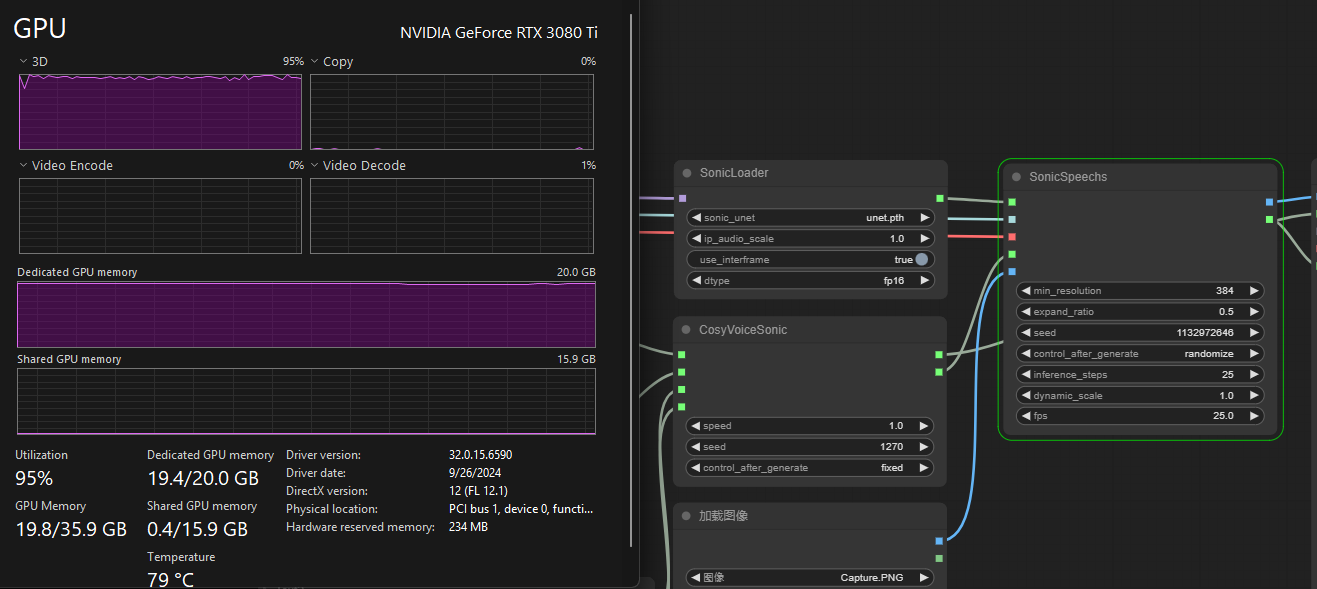 GPU
NVIDIA GeForce RTX 3080 Ti
3D 95%
Copy 0%
Video Encode 0%
Video Decode 1%
Dedicated GPU memory 20.0 GB
Shared GPU memory 15.9 GB
Utilization
95%
Dedicated GPU memory
19.4/20.0 GB
GPU Memory
19.8/35.9 GB
Shared GPU memory
0.4/15.9 GB
Temperature
79 °C
Driver version: 32.0.15.6590
Driver date: 9/26/2024
DirectX version: 12 (FL 12.1)
Physical location: PCI bus 1, device 0, functi...
Hardware reserved memory: 234 MB
SonicLoader
sonic_unet unet.pth
ip_audio_scale 1.0
use_interframe true
dtype fp16
CosyVoiceSonic
speed 1.0
seed 1270
control_after_generate fixed
加载图像
图像 Capture.PNG
SonicSpeechs
min_resolution 384
expand_ratio 0.5
seed 1132972646
control_after_generate randomize
inference_steps 25
dynamic_scale 1.0
fps 25.0